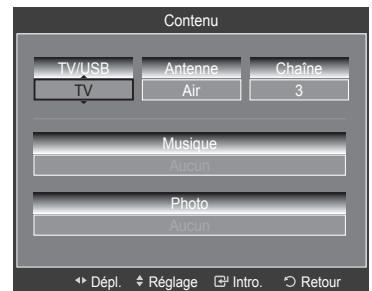 Contenu
TV/USB Antenne Chaîne
TV Air 3
Musique
Aucun
Photo
Aucun
Dépl. Réglage Intro. Retour